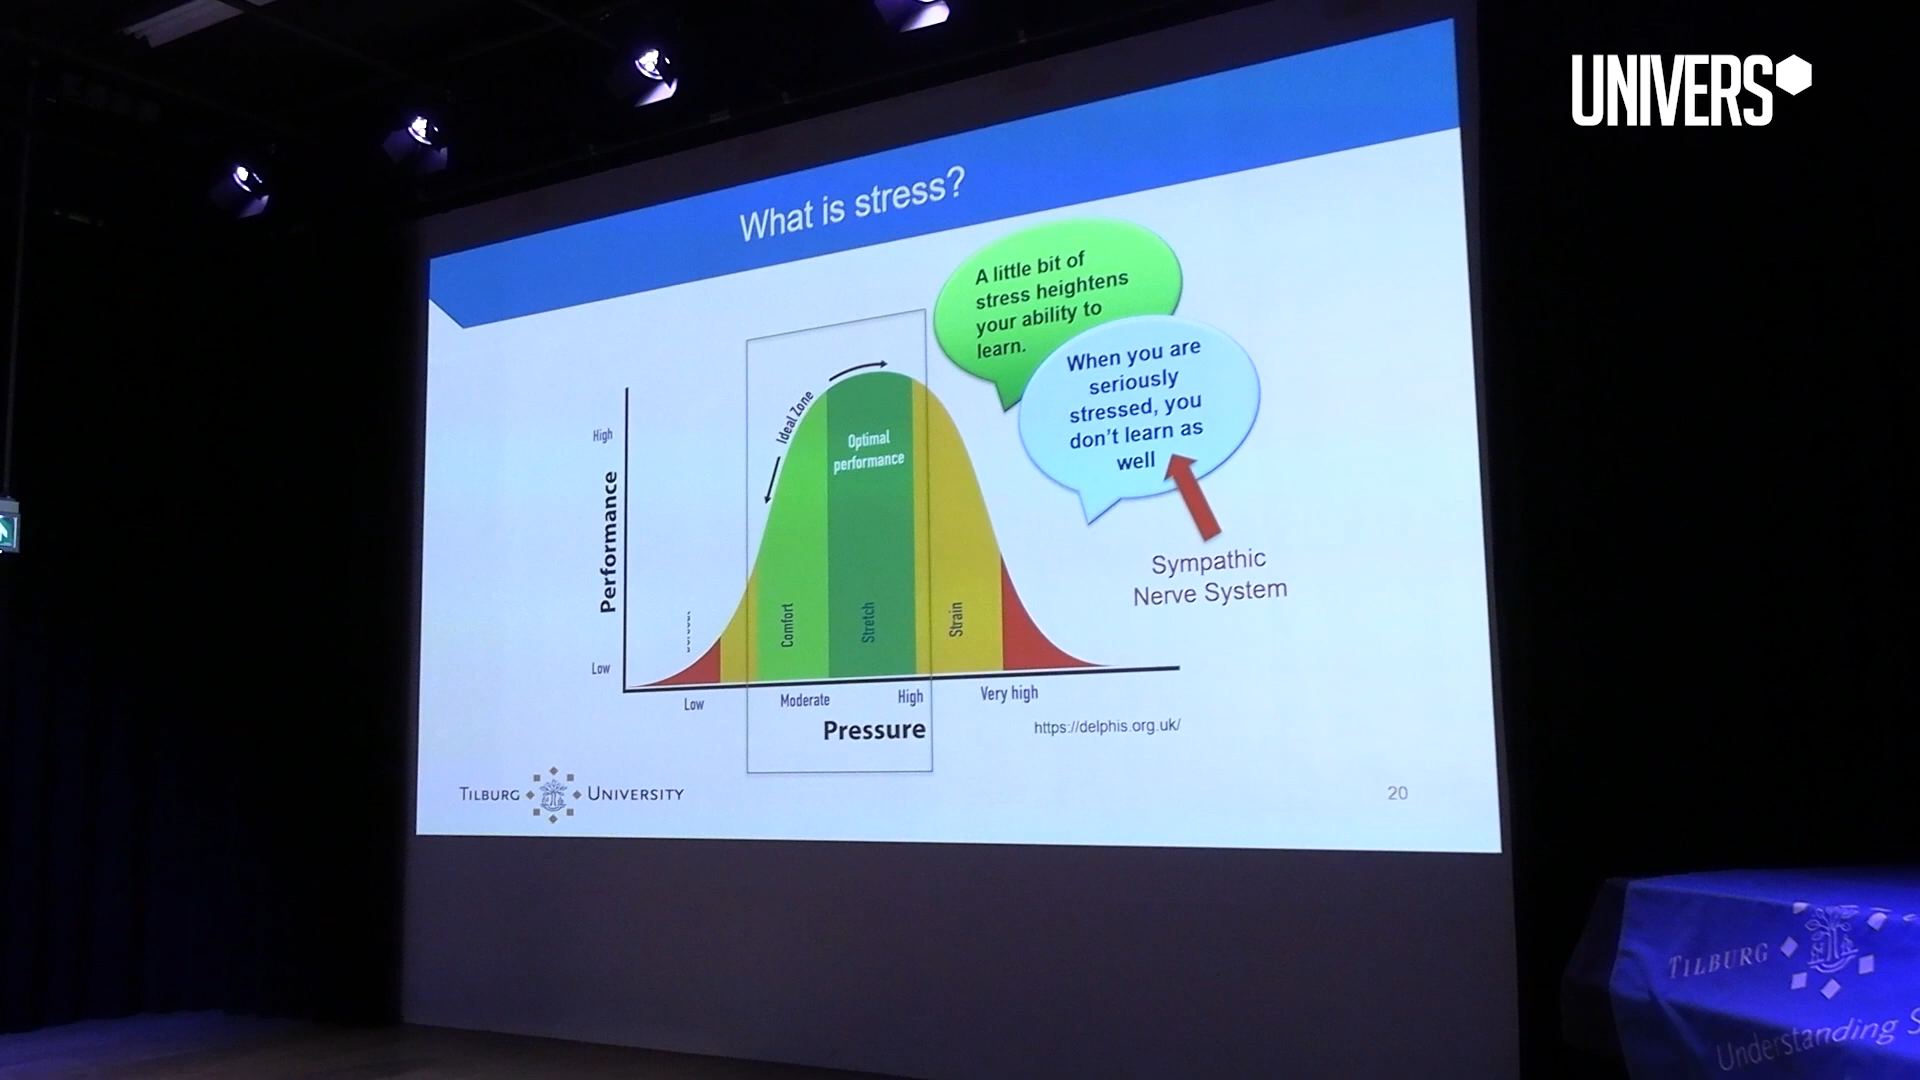 UNIVERS
What is stress?
A little bit of
stress heightens
your ability to
learn.
When you are
seriously
stressed, you
don't learn as
well
Sympathic
Nerve System
Ideal Zone
Optimal
performance
High
Performance
Low
Comfort
Stretch
Strain
Low
Moderate
High
Very high
Pressure
https://delphis.org.uk/
TILBURG UNIVERSITY
20
TILBURG
Understanding S